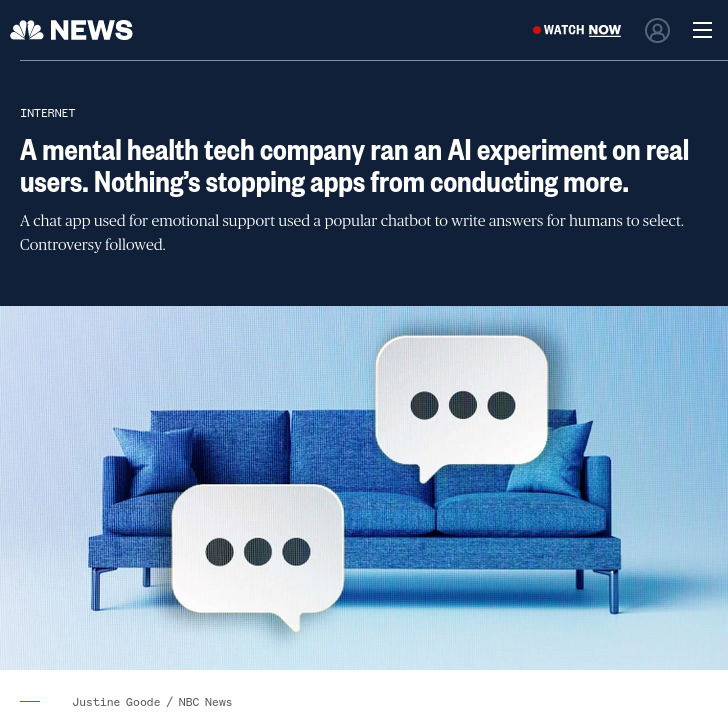 NEWS
WATCH NOW
INTERNET
A mental health tech company ran an AI experiment on real
users. Nothing’s stopping apps from conducting more.
A chat app used for emotional support used a popular chatbot to write answers for humans to select.
Controversy followed.
Justine Goode / NBC News